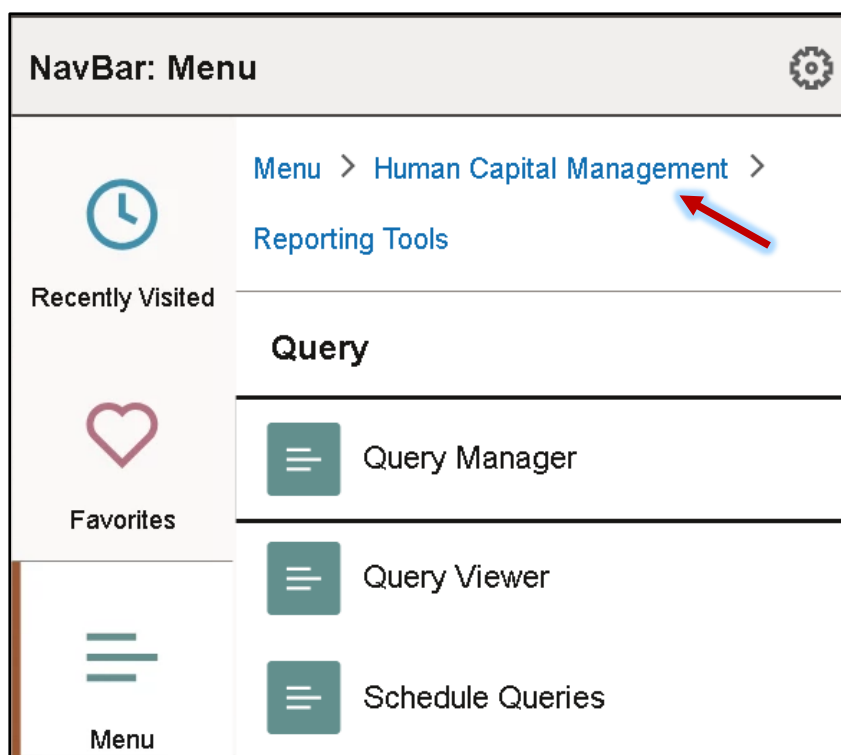 NavBar: Menu
Menu > Human Capital Management >
Reporting Tools
Recently Visited
Query
Query Manager
Favorites
Query Viewer
Schedule Queries
Menu